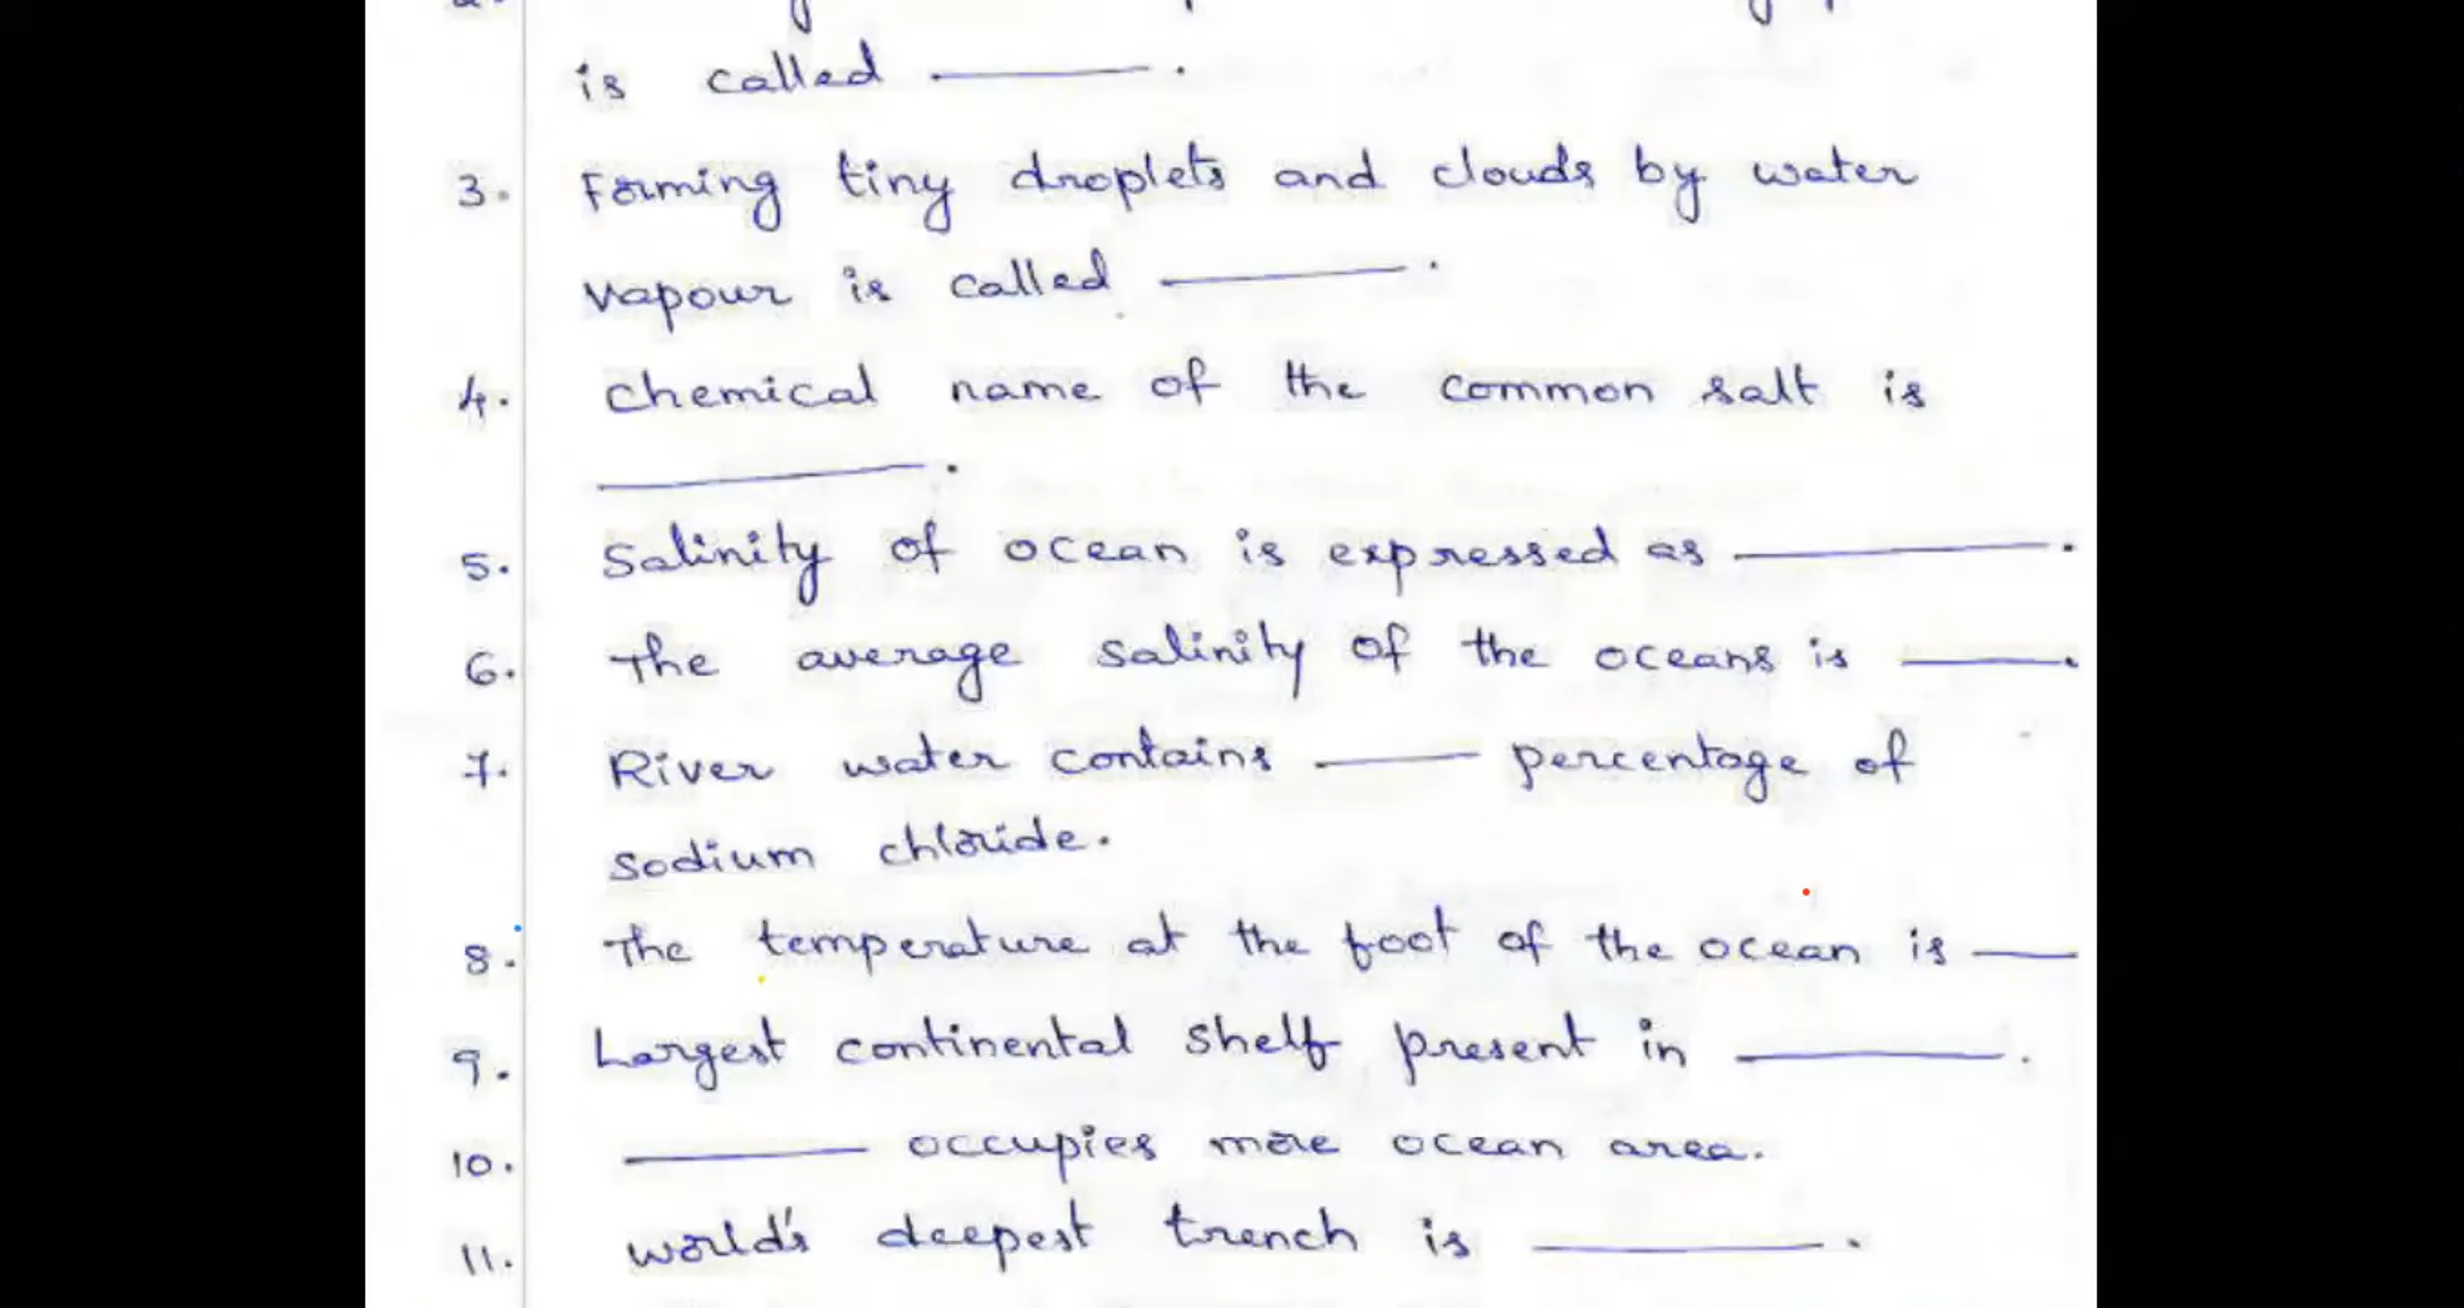 is called ______ .
3. Forming tiny droplets and clouds by water
vapour is called ______ .
4. chemical name of the common salt is
______ .
5. Salinity of ocean is expressed as ______ .
6. The average salinity of the oceans is ______ .
7. River water contains ______ percentage of
sodium chloride.
8. The temperature at the foot of the ocean is ______
9. Largest continental shelf present in ______ .
10. ______ occupies more ocean area.
11. world's deepest trench is ______ .